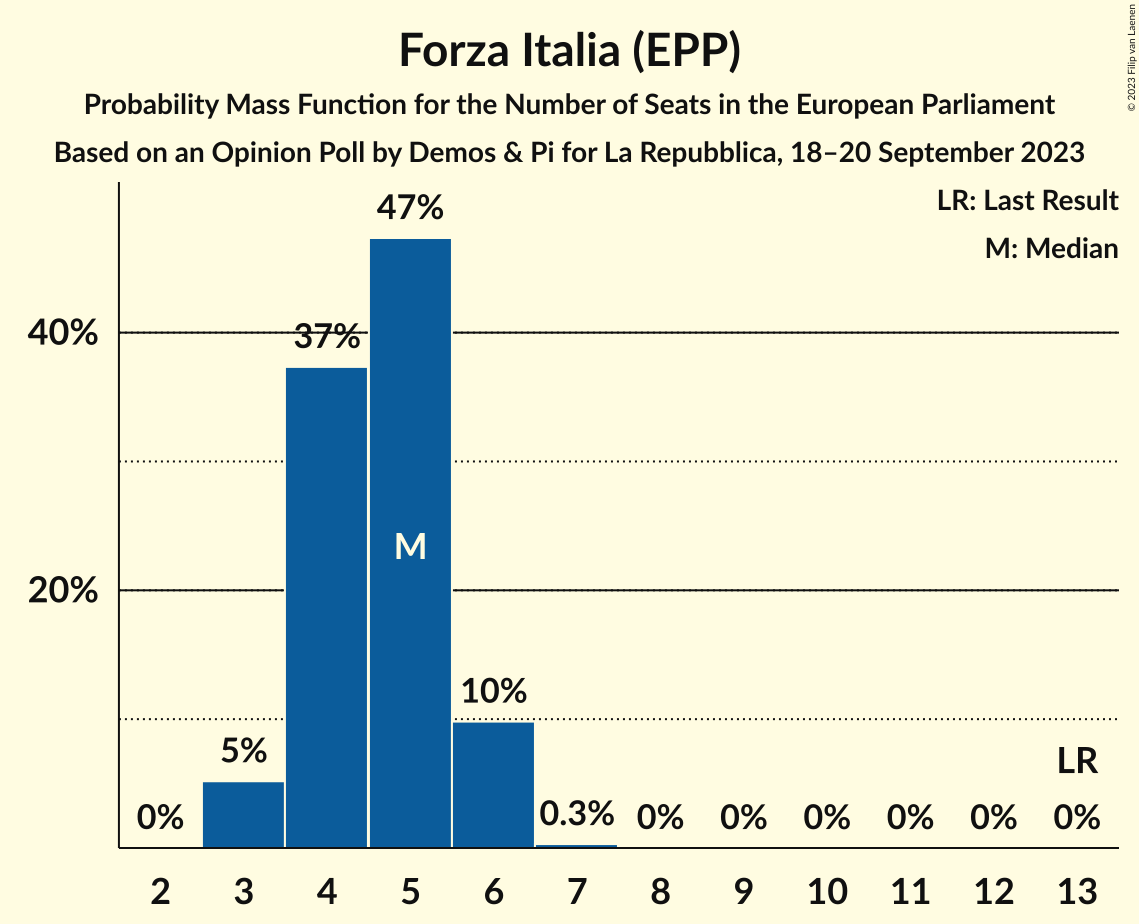 Forza Italia (EPP)
Probability Mass Function for the Number of Seats in the European Parliament
Based on an Opinion Poll by Demos & Pi for La Repubblica, 18–20 September 2023
© 2023 Filip van Laenen
LR: Last Result
M: Median
47%
40%
37%
M
20%
10%
5%
LR
0% 0.3% 0% 0% 0% 0% 0% 0%
2 3 4 5 6 7 8 9 10 11 12 13